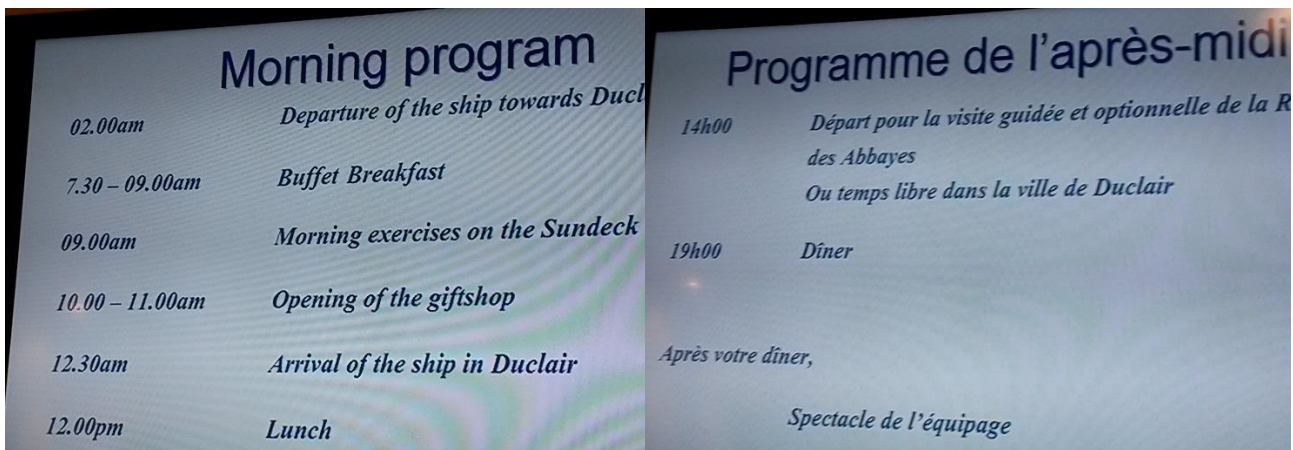 Morning program
02.00am Departure of the ship towards
7.30 – 09.00am Buffet Breakfast
09.00am Morning exercises on the Sundeck
10.00 – 11.00am Opening of the giftshop
12.30am Arrival of the ship in Duclair
12.00pm Lunch
Programme de l'après-midi
14h00 Départ pour la visite guidée et optionnelle de la
des Abbayes
Ou temps libre dans la ville de Duclair
19h00 Dîner
Après votre dîner,
Spectacle de l'équipage